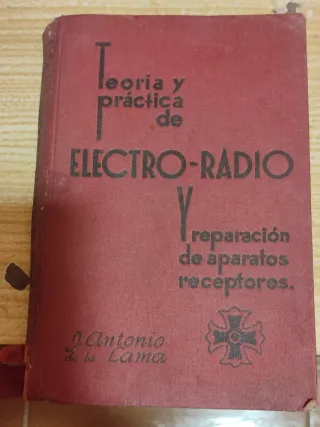 Teoría y
práctica
de
ELECTRO-RADIO
Y reparación
de aparatos
receptores.
J. Antonio
de la Lama